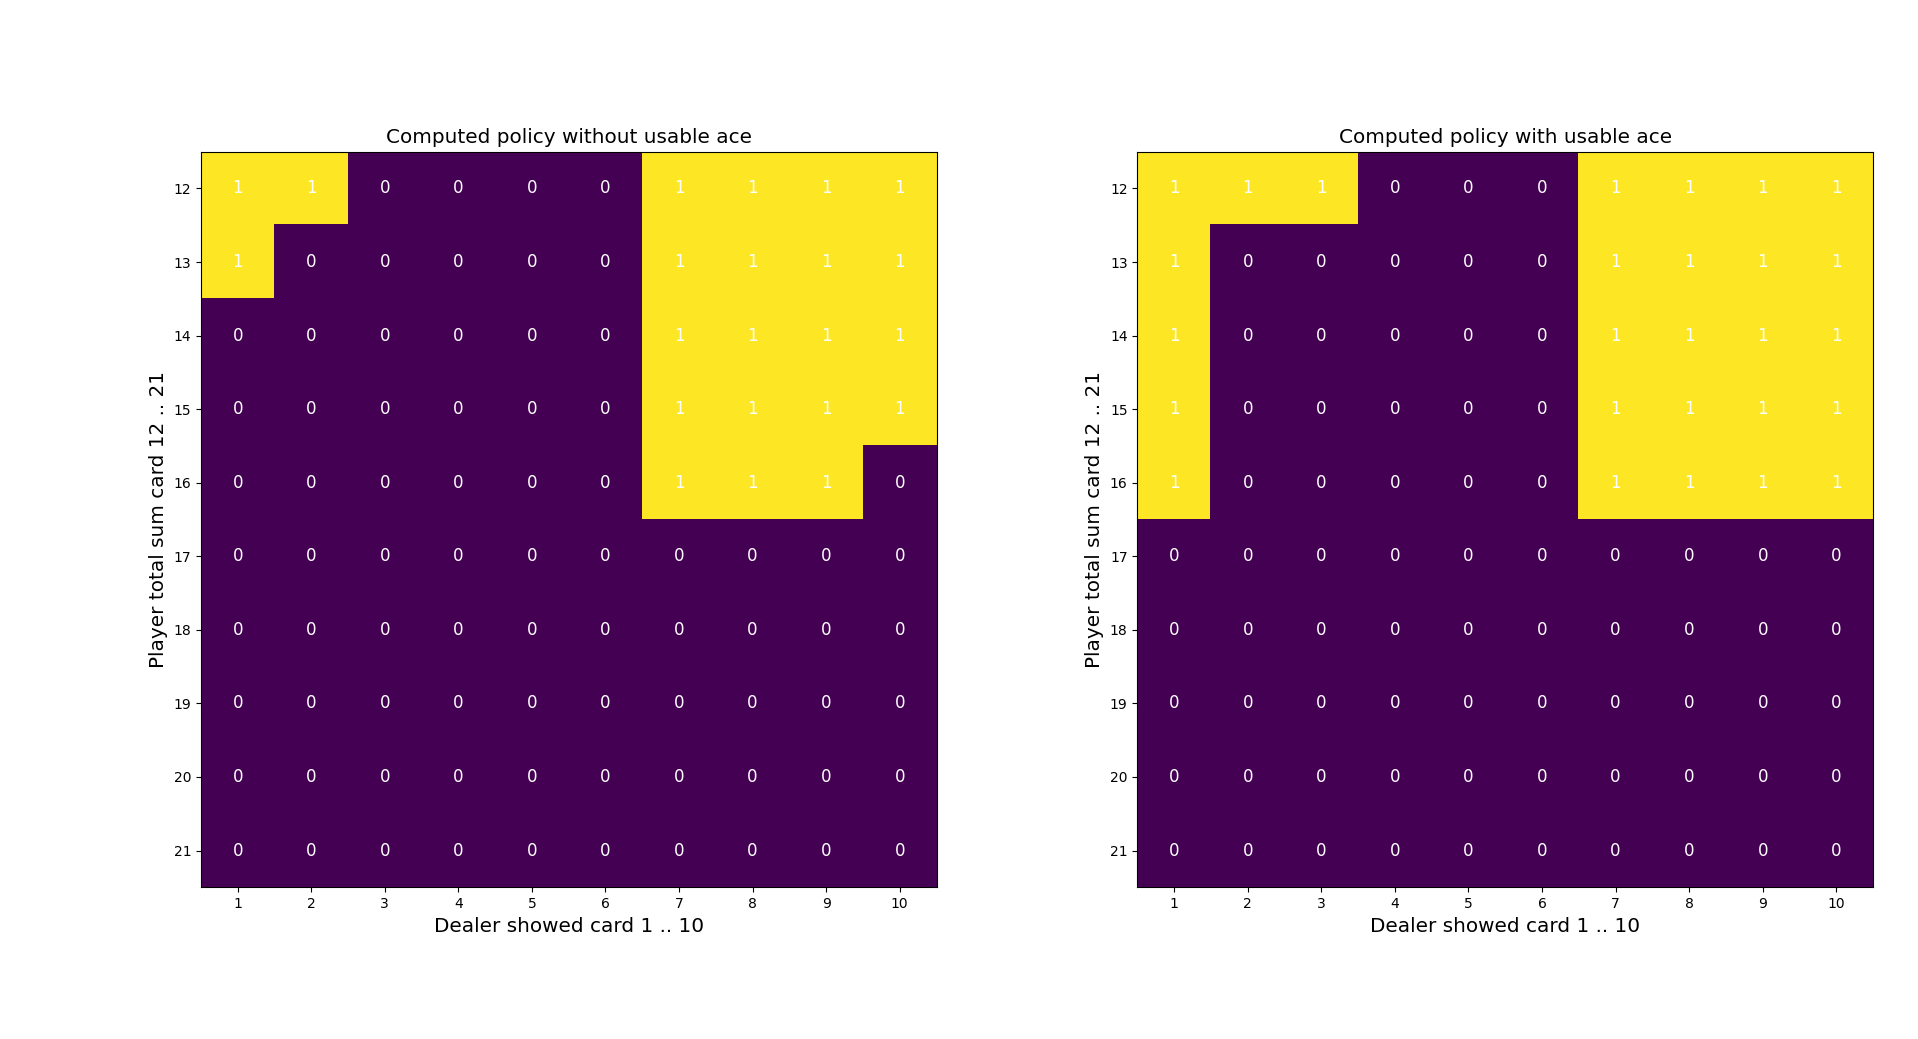 Computed policy without usable ace
12 1 1 0 0 0 0 1 1 1 1
13 1 0 0 0 0 0 1 1 1 1
14 0 0 0 0 0 0 1 1 1 1
15 0 0 0 0 0 0 1 1 1 1
16 0 0 0 0 0 0 1 1 1 0
17 0 0 0 0 0 0 0 0 0 0
18 0 0 0 0 0 0 0 0 0 0
19 0 0 0 0 0 0 0 0 0 0
20 0 0 0 0 0 0 0 0 0 0
21 0 0 0 0 0 0 0 0 0 0
1 2 3 4 5 6 7 8 9 10
Dealer showed card 1 .. 10
Player total sum card 12 .. 21
Computed policy with usable ace
12 1 1 1 0 0 0 1 1 1 1
13 1 0 0 0 0 0 1 1 1 1
14 1 0 0 0 0 0 1 1 1 1
15 1 0 0 0 0 0 1 1 1 1
16 1 0 0 0 0 0 1 1 1 1
17 0 0 0 0 0 0 0 0 0 0
18 0 0 0 0 0 0 0 0 0 0
19 0 0 0 0 0 0 0 0 0 0
20 0 0 0 0 0 0 0 0 0 0
21 0 0 0 0 0 0 0 0 0 0
1 2 3 4 5 6 7 8 9 10
Dealer showed card 1 .. 10
Player total sum card 12 .. 21